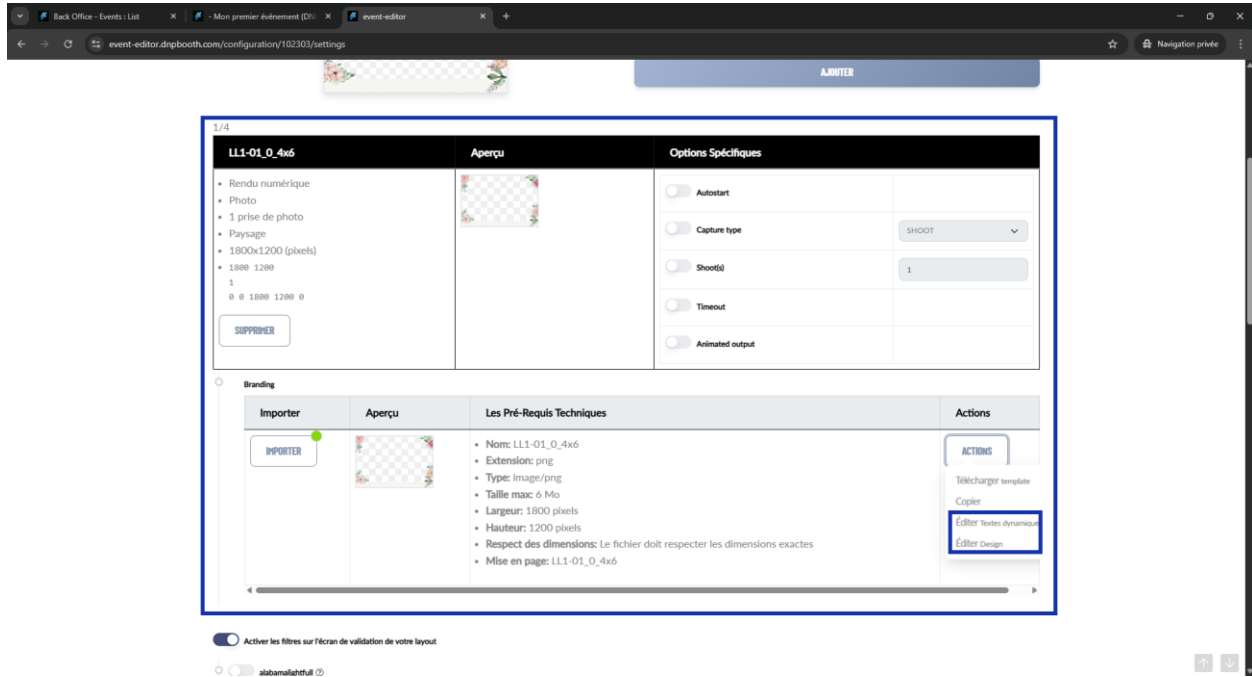 Back Office - Events : List
- Mon premier événement (DN
event-editor
event-editor.dnpbooth.com/configuration/102303/settings
Navigation privée
AJOUTER
1/4
LL1-01_0_4x6
Aperçu
Options Spécifiques
Rendu numérique
Photo
1 prise de photo
Paysage
1800x1200 (pixels)
1800 1200
1
0 0 1800 1200 0
SUPPRIMER
Autostart
Capture type
SHOOT
Shoot(s)
1
Timeout
Animated output
Branding
Importer
Aperçu
Les Pré-Requis Techniques
Actions
IMPORTER
Nom: LL1-01_0_4x6
Extension: png
Type: image/png
Taille max: 6 Mo
Largeur: 1800 pixels
Hauteur: 1200 pixels
Respect des dimensions: Le fichier doit respecter les dimensions exactes
Mise en page: LL1-01_0_4x6
ACTIONS
Télécharger template
Copier
Éditer Textes dynamique
Éditer Design
Activer les filtres sur l'écran de validation de votre layout
alabamalightfull